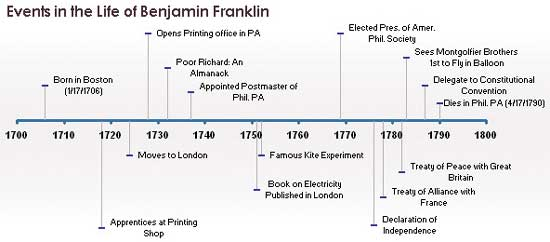 Events in the Life of Benjamin Franklin
Opens Printing office in PA
Elected Pres. of Amer.
Phil. Society
Poor Richard: An
Almanack
Sees Montgolfier Brothers
1st to Fly in Balloon
Born in Boston
(1/17/1706)
Appointed Postmaster of
Phil. PA
Delegate to Constitutional
Convention
Dies in Phil. PA (4/17/1790)
1700 1710 1720 1730 1740 1750 1760 1770 1780 1790 1800
Moves to London
Famous Kite Experiment
Treaty of Peace with Great
Britain
Book on Electricity
Published in London
Treaty of Alliance with
France
Apprentices at Printing
Shop
Declaration of
Independence